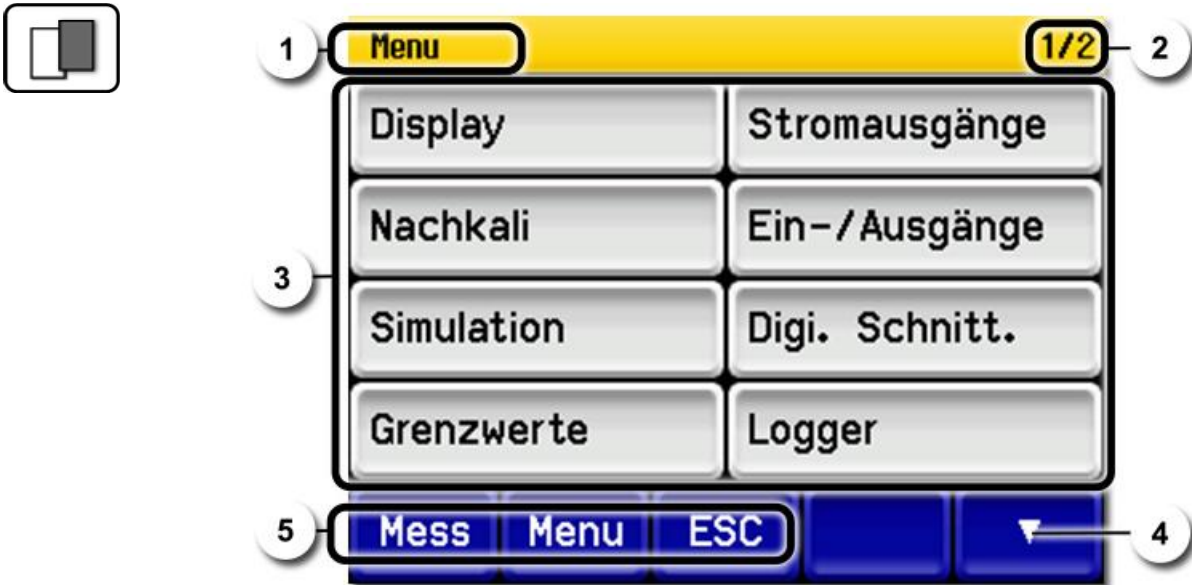 1 Menu 1/2 2
Display Stromausgänge
Nachkali Ein-/Ausgänge
3
Simulation Digi. Schnitt.
Grenzwerte Logger
5 Mess Menu ESC 4